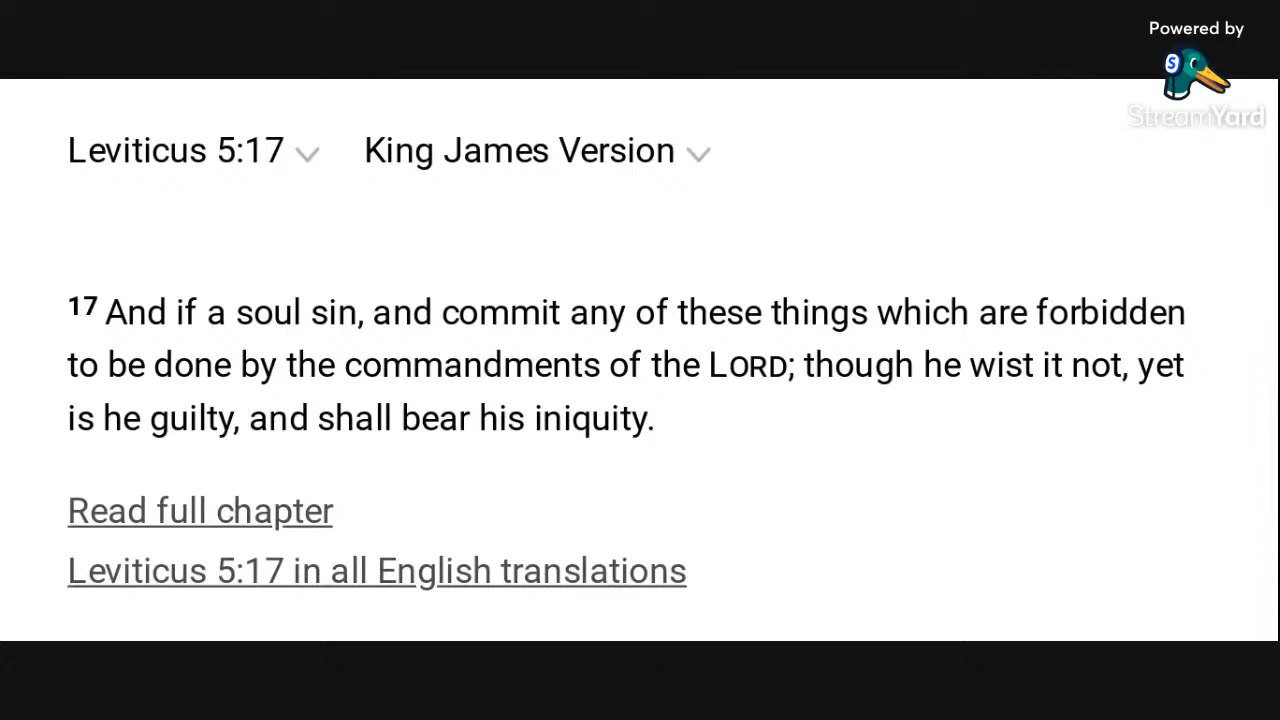 Powered by
S
StreamYard
Leviticus 5:17 King James Version
17 And if a soul sin, and commit any of these things which are forbidden
to be done by the commandments of the LORD; though he wist it not, yet
is he guilty, and shall bear his iniquity.
Read full chapter
Leviticus 5:17 in all English translations